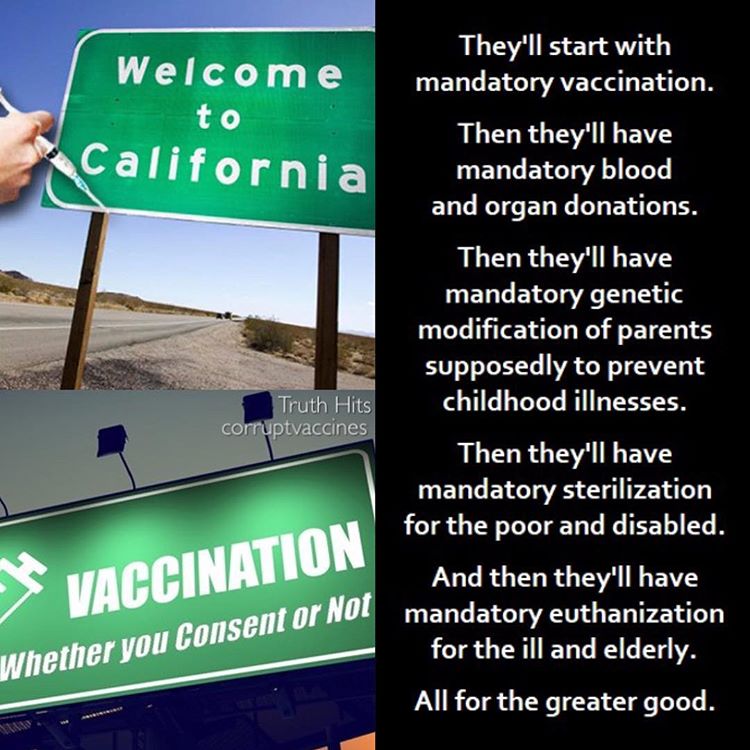 Welcome
to
California
Truth Hits
corruptvaccines
VACCINATION
Whether you Consent or Not
They'll start with
mandatory vaccination.
Then they'll have
mandatory blood
and organ donations.
Then they'll have
mandatory genetic
modification of parents
supposedly to prevent
childhood illnesses.
Then they'll have
mandatory sterilization
for the poor and disabled.
And then they'll have
mandatory euthanization
for the ill and elderly.
All for the greater good.